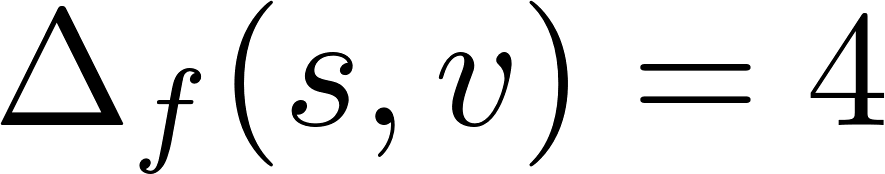 Δ_f(s, v) = 4